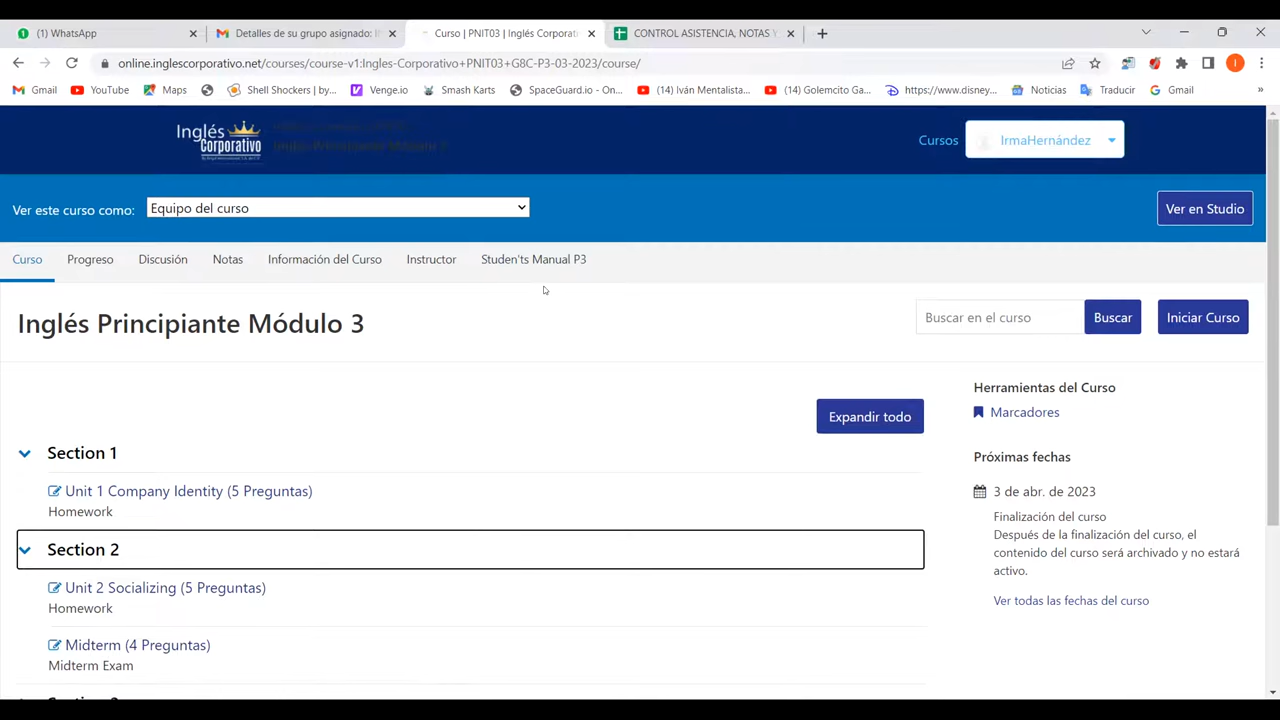 (1) WhatsApp
Detalles de su grupo asignado: I
Curso | PNIT03 | Inglés Corporati
CONTROL ASISTENCIA, NOTAS Y
online.inglescorporativo.net/courses/course-v1:Ingles-Corporativo+PNIT03+G8C-P3-03-2023/course/
I
Gmail
YouTube
Maps
Shell Shockers | by...
Venge.io
Smash Karts
SpaceGuard.io - On...
(14) Iván Mentalista...
(14) Golemcito Ga...
https://www.disney...
Noticias
Traducir
Gmail
»
Inglés
Corporativo
Cursos
IrmaHernández
Ver este curso como:
Equipo del curso
Ver en Studio
Curso
Progreso
Discusión
Notas
Información del Curso
Instructor
Studen'ts Manual P3
Inglés Principiante Módulo 3
Buscar en el curso
Buscar
Iniciar Curso
Expandir todo
Herramientas del Curso
Marcadores
Próximas fechas
3 de abr. de 2023
Finalización del curso
Después de la finalización del curso, el
contenido del curso será archivado y no estará
activo.
Ver todas las fechas del curso
Section 1
Unit 1 Company Identity (5 Preguntas)
Homework
Section 2
Unit 2 Socializing (5 Preguntas)
Homework
Midterm (4 Preguntas)
Midterm Exam